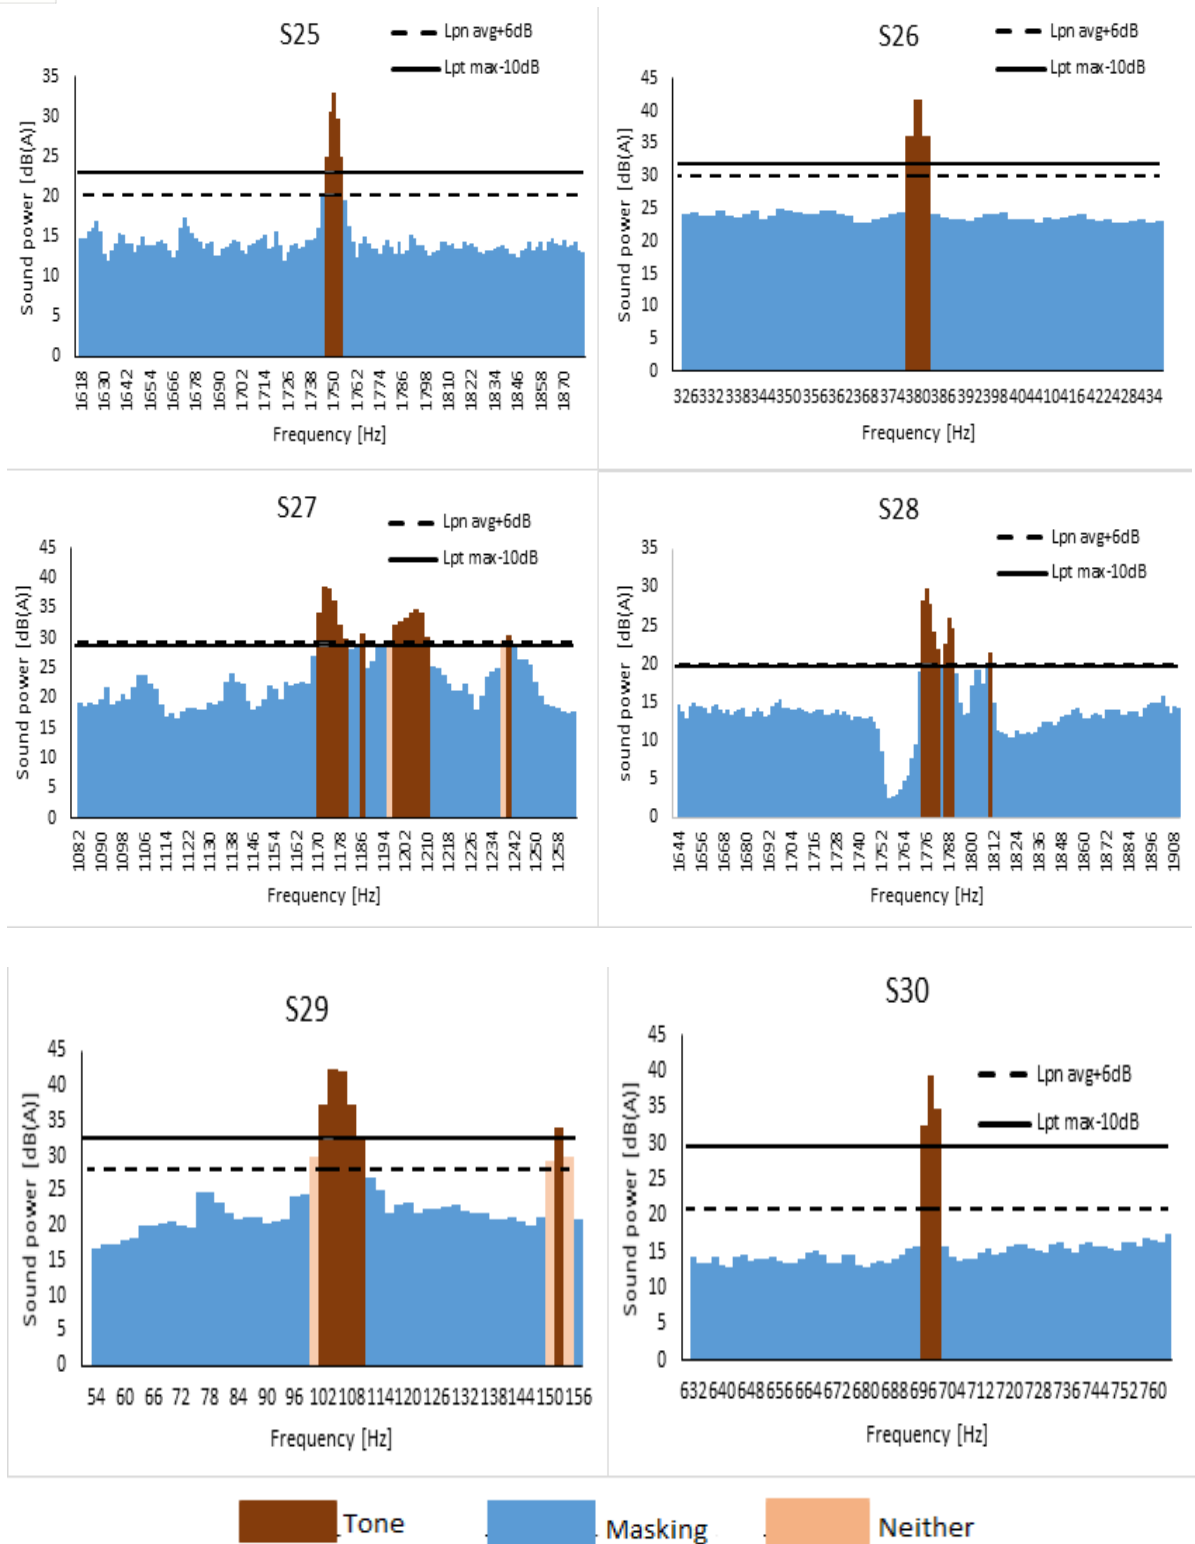 S25
Lpn avg+6dB
Lpt max-10dB
35
30
25
20
15
10
5
0
Sound power [dB(A)]
1618 1630 1642 1654 1666 1678 1690 1702 1714 1726 1738 1750 1762 1774 1786 1798 1810 1822 1834 1846 1858 1870
Frequency [Hz]
S26
Lpn avg+6dB
Lpt max-10dB
45
40
35
30
25
20
15
10
5
0
Sound power [dB(A)]
326332 338344350 356362368 374380386 392398 404410416422428434
Frequency [Hz]
S27
Lpn avg+6dB
Lpt max-10dB
45
40
35
30
25
20
15
10
5
0
Sound power [dB(A)]
1082 1090 1098 1106 1114 1122 1130 1138 1146 1154 1162 1170 1178 1186 1194 1202 1210 1218 1226 1234 1242 1250 1258
Frequency [Hz]
S28
Lpn avg+6dB
Lpt max-10dB
35
30
25
20
15
10
5
0
sound power [dB(A)]
1644 1656 1668 1680 1692 1704 1716 1728 1740 1752 1764 1776 1788 1800 1812 1824 1836 1848 1860 1872 1884 1896 1908
Frequency [Hz]
S29
45
40
35
30
25
20
15
10
5
0
Sound power [dB(A)]
54 60 66 72 78 84 90 96 102108114120126132138144150156
Frequency [Hz]
S30
Lpn avg+6dB
Lpt max-10dB
45
40
35
30
25
20
15
10
5
0
Sound power [dB(A)]
632640648656664672680688696704712720728736744752760
Frequency [Hz]
Tone
Masking
Neither